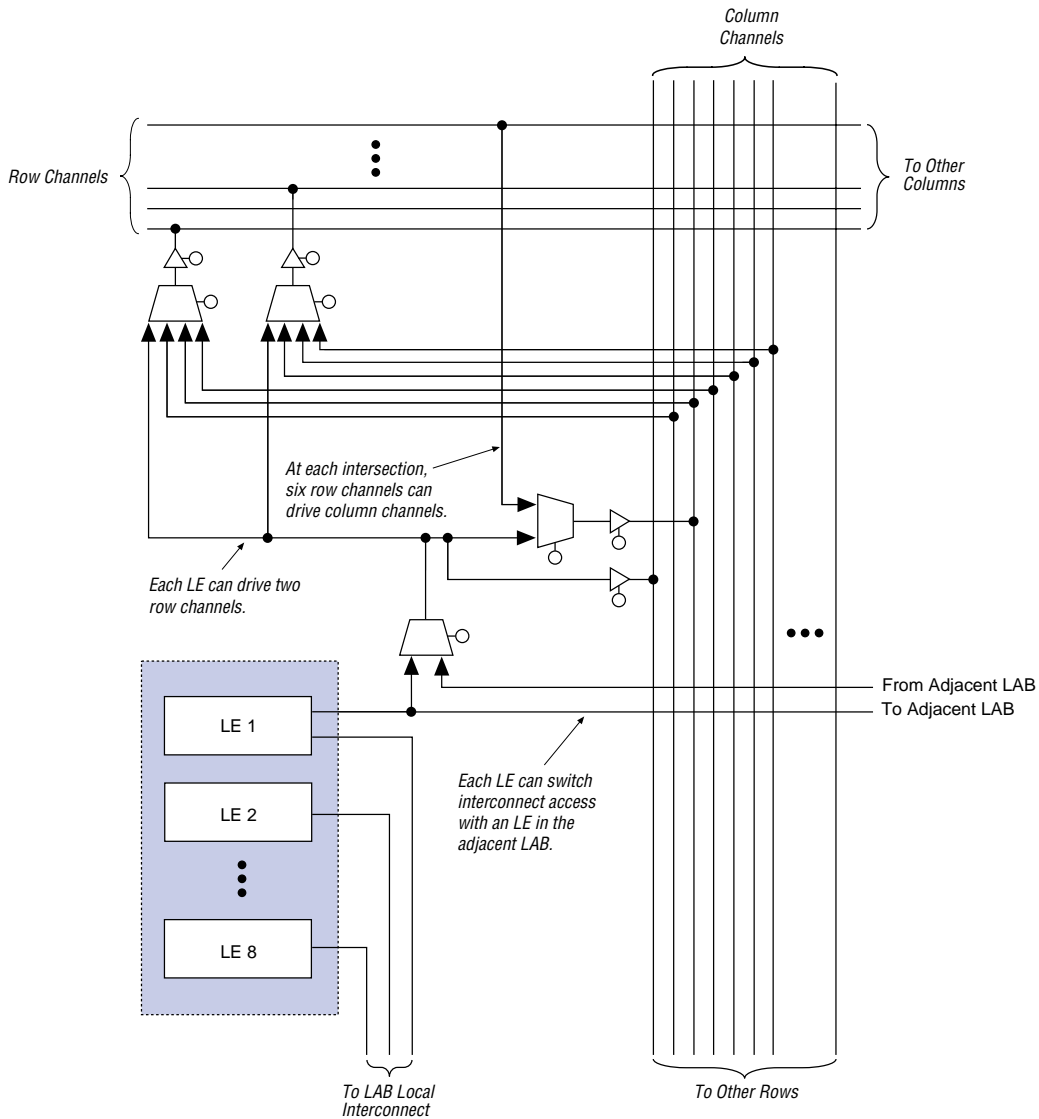 Column
Channels
Row Channels
To Other
Columns
At each intersection,
six row channels can
drive column channels.
Each LE can drive two
row channels.
From Adjacent LAB
To Adjacent LAB
LE 1
Each LE can switch
interconnect access
with an LE in the
adjacent LAB.
LE 2
LE 8
To LAB Local
Interconnect
To Other Rows